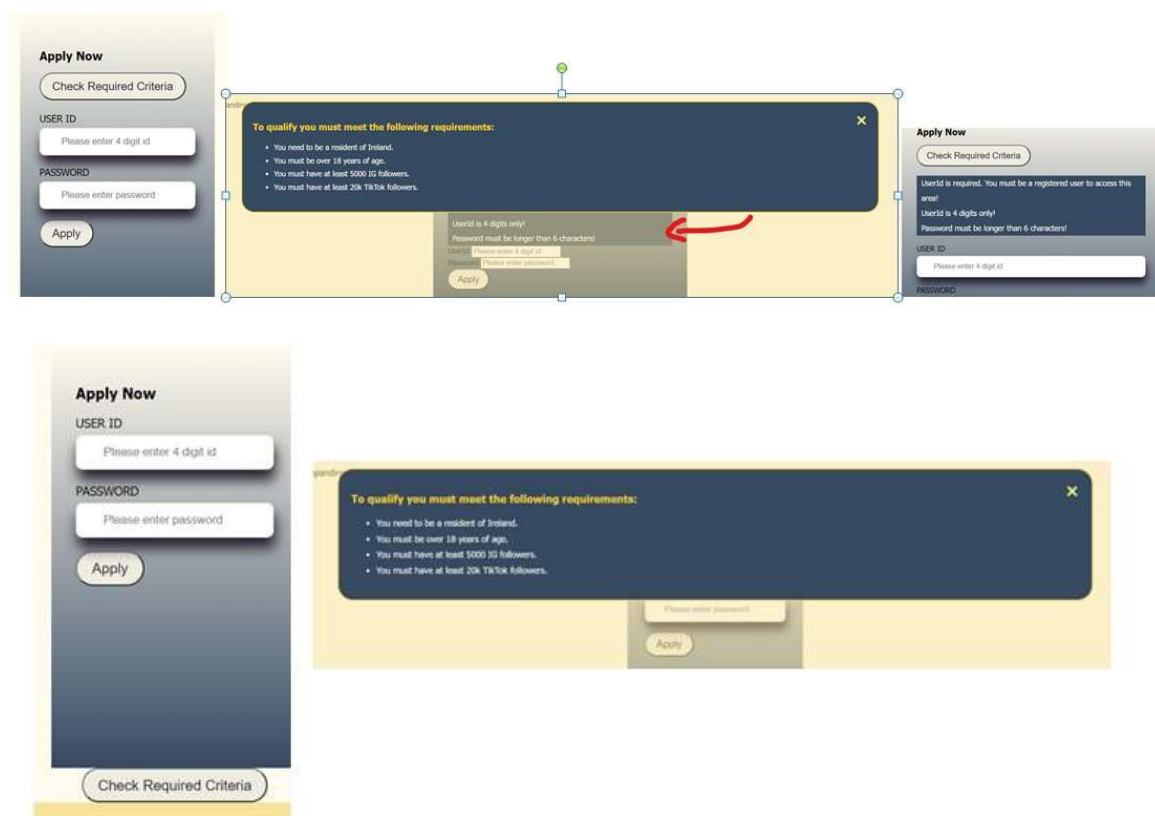 Apply Now
Check Required Criteria
USER ID
Please enter 4 digit id
PASSWORD
Please enter password
Apply
To qualify you must meet the following requirements:
×
• You need to be a resident of Ireland.
• You must be over 18 years of age.
• You must have at least 5000 IG followers.
• You must have at least 20k TikTok followers.
UserId is 4 digits only!
Password must be longer than 6 characters!
UserId Please enter 4 digit id
Password Please enter password
Apply
Apply Now
Check Required Criteria
UserId is required. You must be a registered user to access this
area!
UserId is 4 digits only!
Password must be longer than 6 characters!
USER ID
Please enter 4 digit id
PASSWORD
Apply Now
USER ID
Please enter 4 digit id
PASSWORD
Please enter password
Apply
Check Required Criteria
To qualify you must meet the following requirements:
×
• You need to be a resident of Ireland.
• You must be over 18 years of age.
• You must have at least 5000 IG followers.
• You must have at least 20k TikTok followers.
Please enter password
Apply